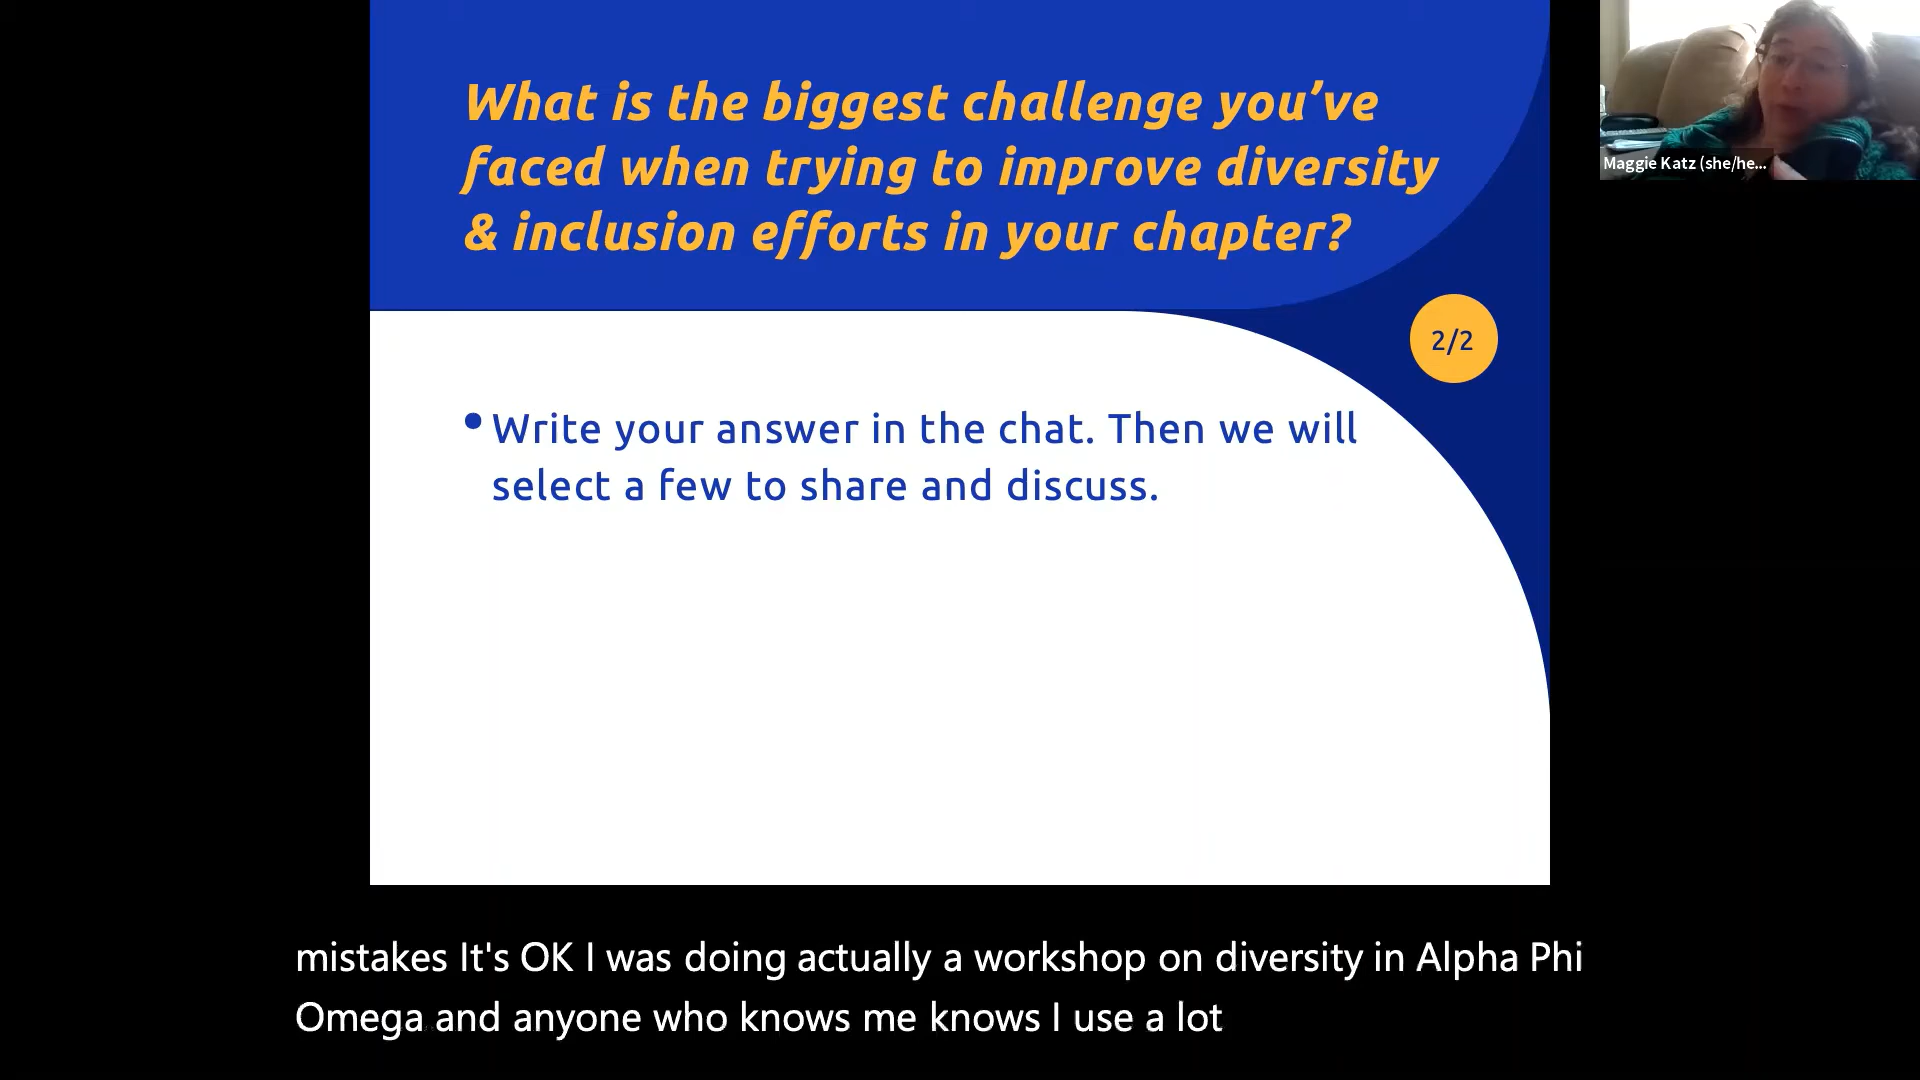 What is the biggest challenge you’ve
faced when trying to improve diversity
& inclusion efforts in your chapter?
Maggie Katz (she/he...
2/2
• Write your answer in the chat. Then we will
select a few to share and discuss.
mistakes It's OK I was doing actually a workshop on diversity in Alpha Phi
Omega and anyone who knows me knows I use a lot